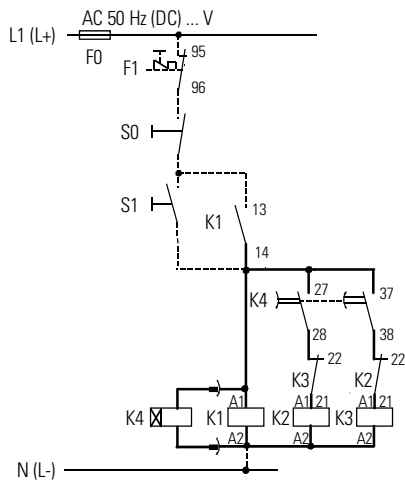 AC 50 Hz (DC) ... V
L1 (L+)
F0
95
F1
96
S0
S1
K1
13
14
K4
27
37
28
38
22
22
K3
K2
A1
A1 21
A1 21
K4
K1
K2
K3
A2
A2
A2
N (L-)